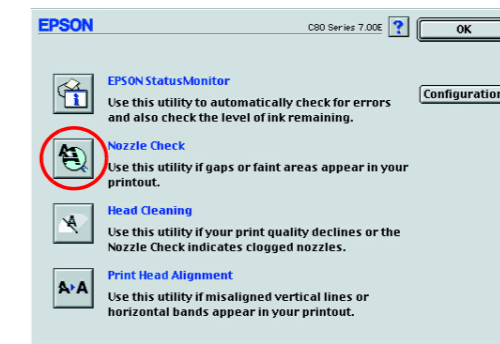 EPSON
C80 Series 7.00E ? OK
EPSON StatusMonitor
Use this utility to automatically check for errors
and also check the level of ink remaining.
Configuration
Nozzle Check
Use this utility if gaps or faint areas appear in your
printout.
Head Cleaning
Use this utility if your print quality declines or the
Nozzle Check indicates clogged nozzles.
Print Head Alignment
A▸A
Use this utility if misaligned vertical lines or
horizontal bands appear in your printout.